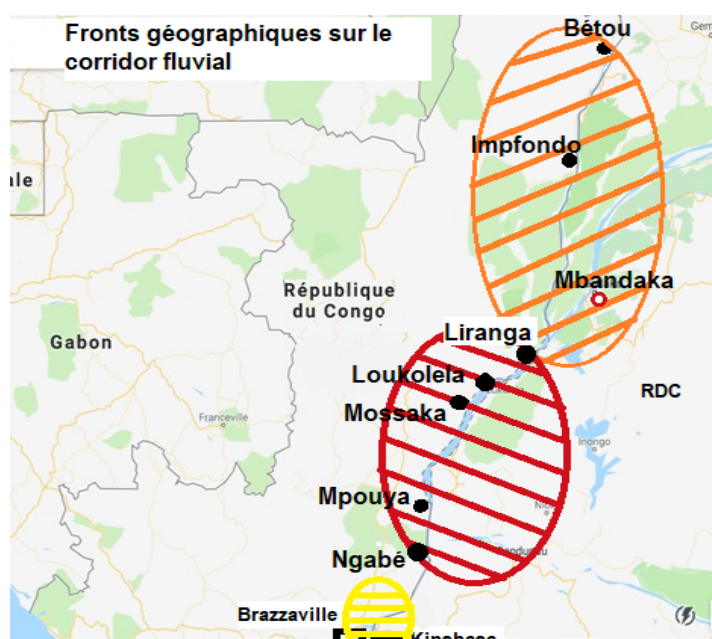 Fronts géographiques sur le
corridor fluvial
Bétou
Impfondo
Mbandaka
République
du Congo
Liranga
Gabon
Loukolela
RDC
Mossaka
Franceville
Inongo
Mpouya
Ngabé
Brazzaville